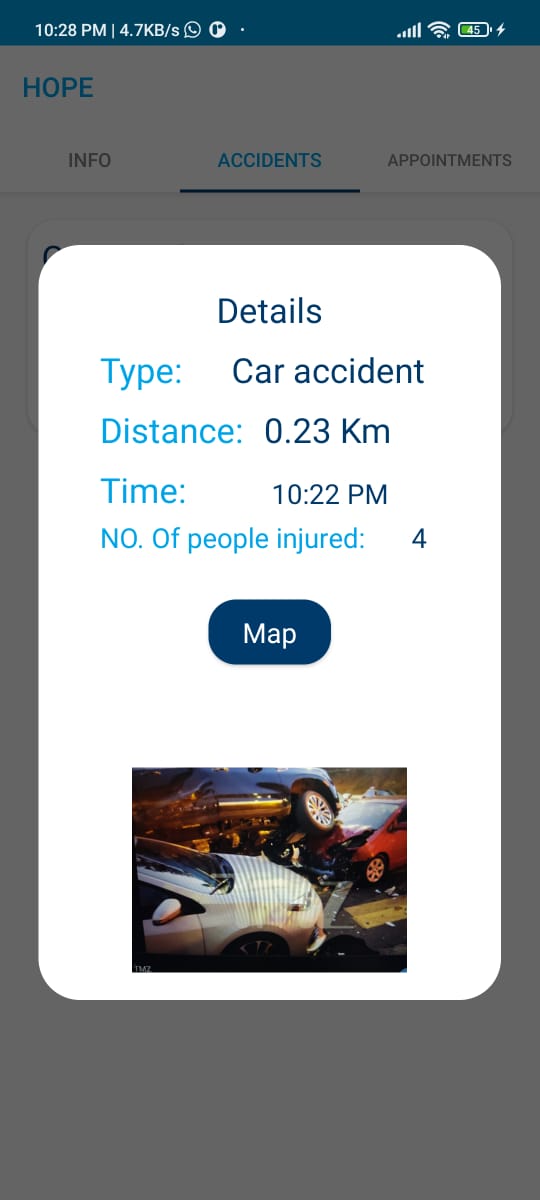 10:28 PM | 4.7KB/s
45
HOPE
INFO ACCIDENTS APPOINTMENTS
Details
Type: Car accident
Distance: 0.23 Km
Time: 10:22 PM
NO. Of people injured: 4
Map
TMZ